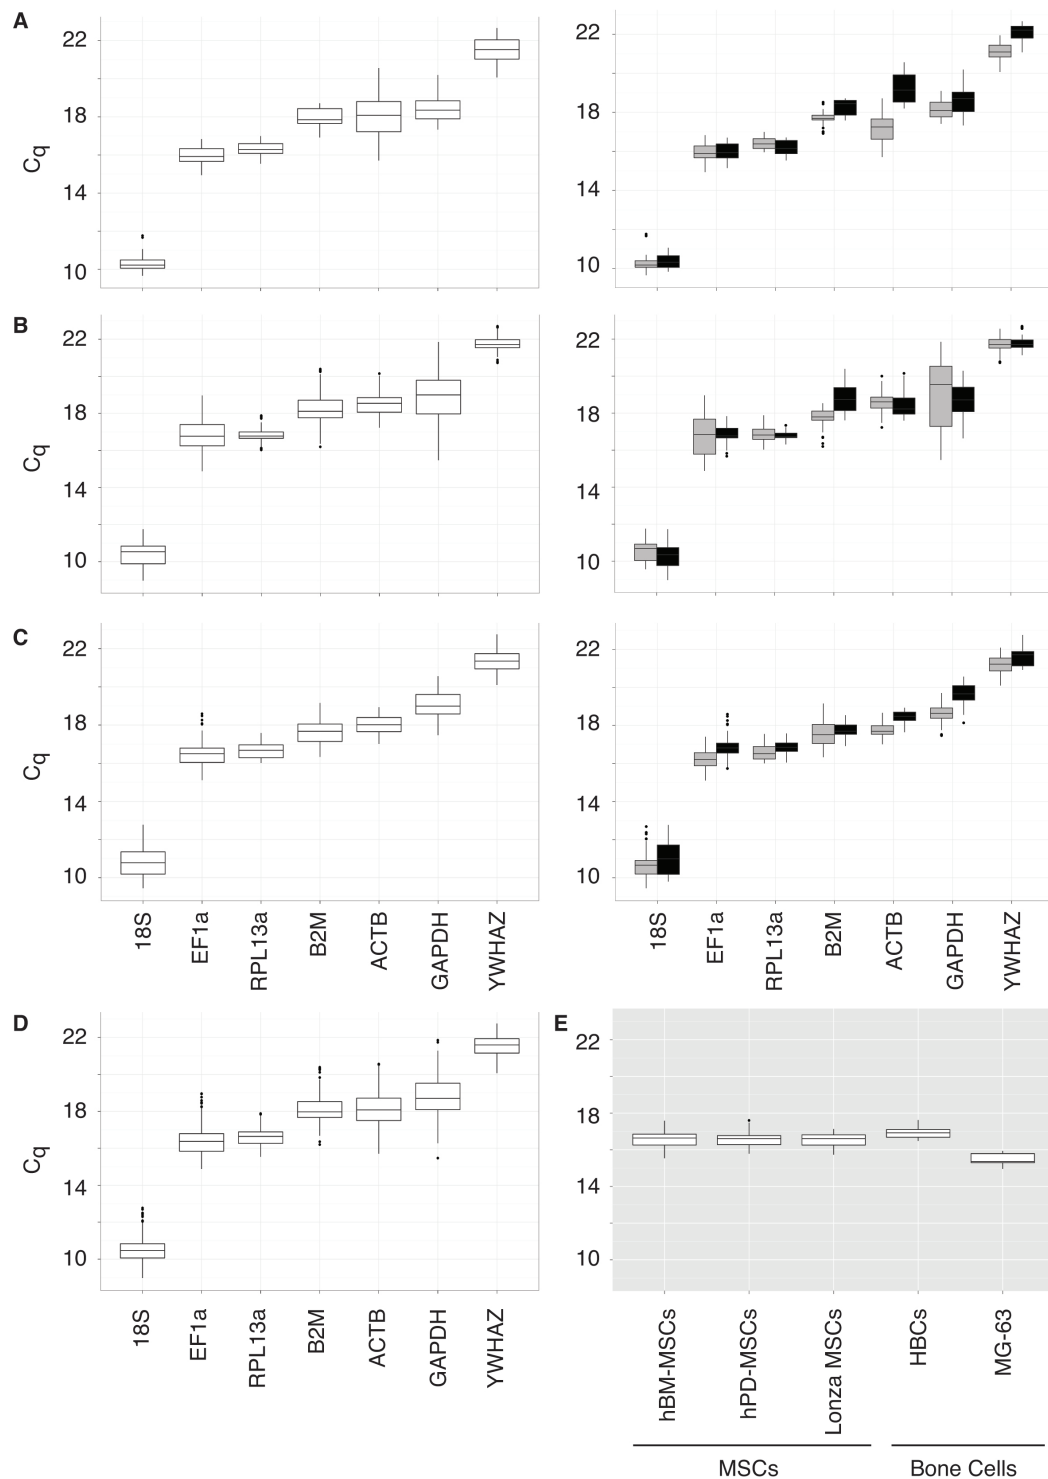 A
22
18
14
10
Cq
22
18
14
10
B
22
18
14
10
Cq
22
18
14
10
C
22
18
14
10
Cq
22
18
14
10
18S
EF1a
RPL13a
B2M
ACTB
GAPDH
YWHAZ
18S
EF1a
RPL13a
B2M
ACTB
GAPDH
YWHAZ
D
22
18
14
10
Cq
E
22
18
14
10
18S
EF1a
RPL13a
B2M
ACTB
GAPDH
YWHAZ
hBM-MSCs
hPD-MSCs
Lonza MSCs
HBCs
MG-63
MSCs
Bone Cells